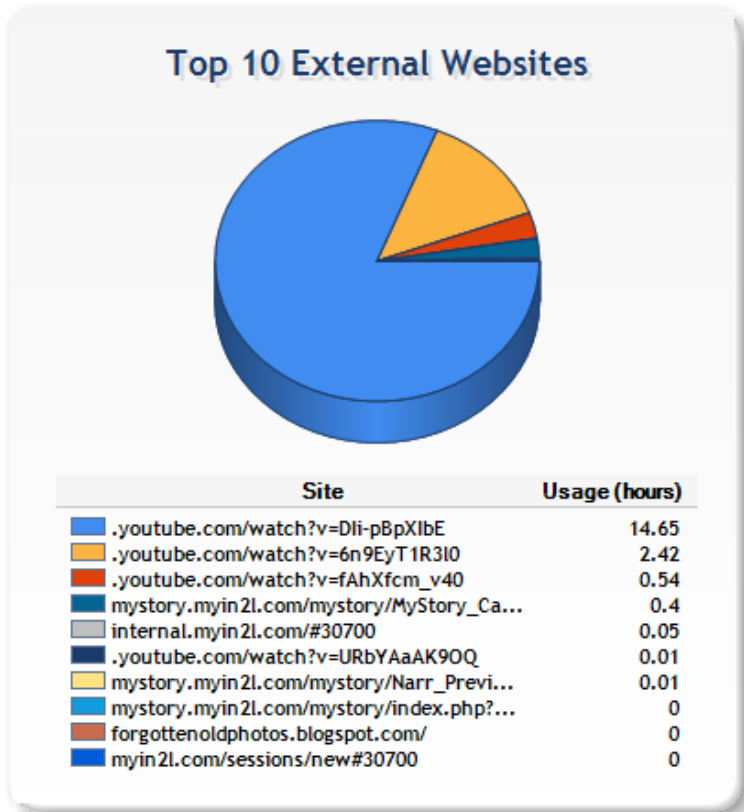 Top 10 External Websites
Site Usage (hours)
.youtube.com/watch?v=Dli-pBpXIbE 14.65
.youtube.com/watch?v=6n9EyT1R3l0 2.42
.youtube.com/watch?v=fAhXfcm_v40 0.54
mystory.myin2l.com/mystory/MyStory_Ca... 0.4
internal.myin2l.com/#30700 0.05
.youtube.com/watch?v=URbYAaAK9OQ 0.01
mystory.myin2l.com/mystory/Narr_Previ... 0.01
mystory.myin2l.com/mystory/index.php?... 0
forgottenoldphotos.blogspot.com/ 0
myin2l.com/sessions/new#30700 0